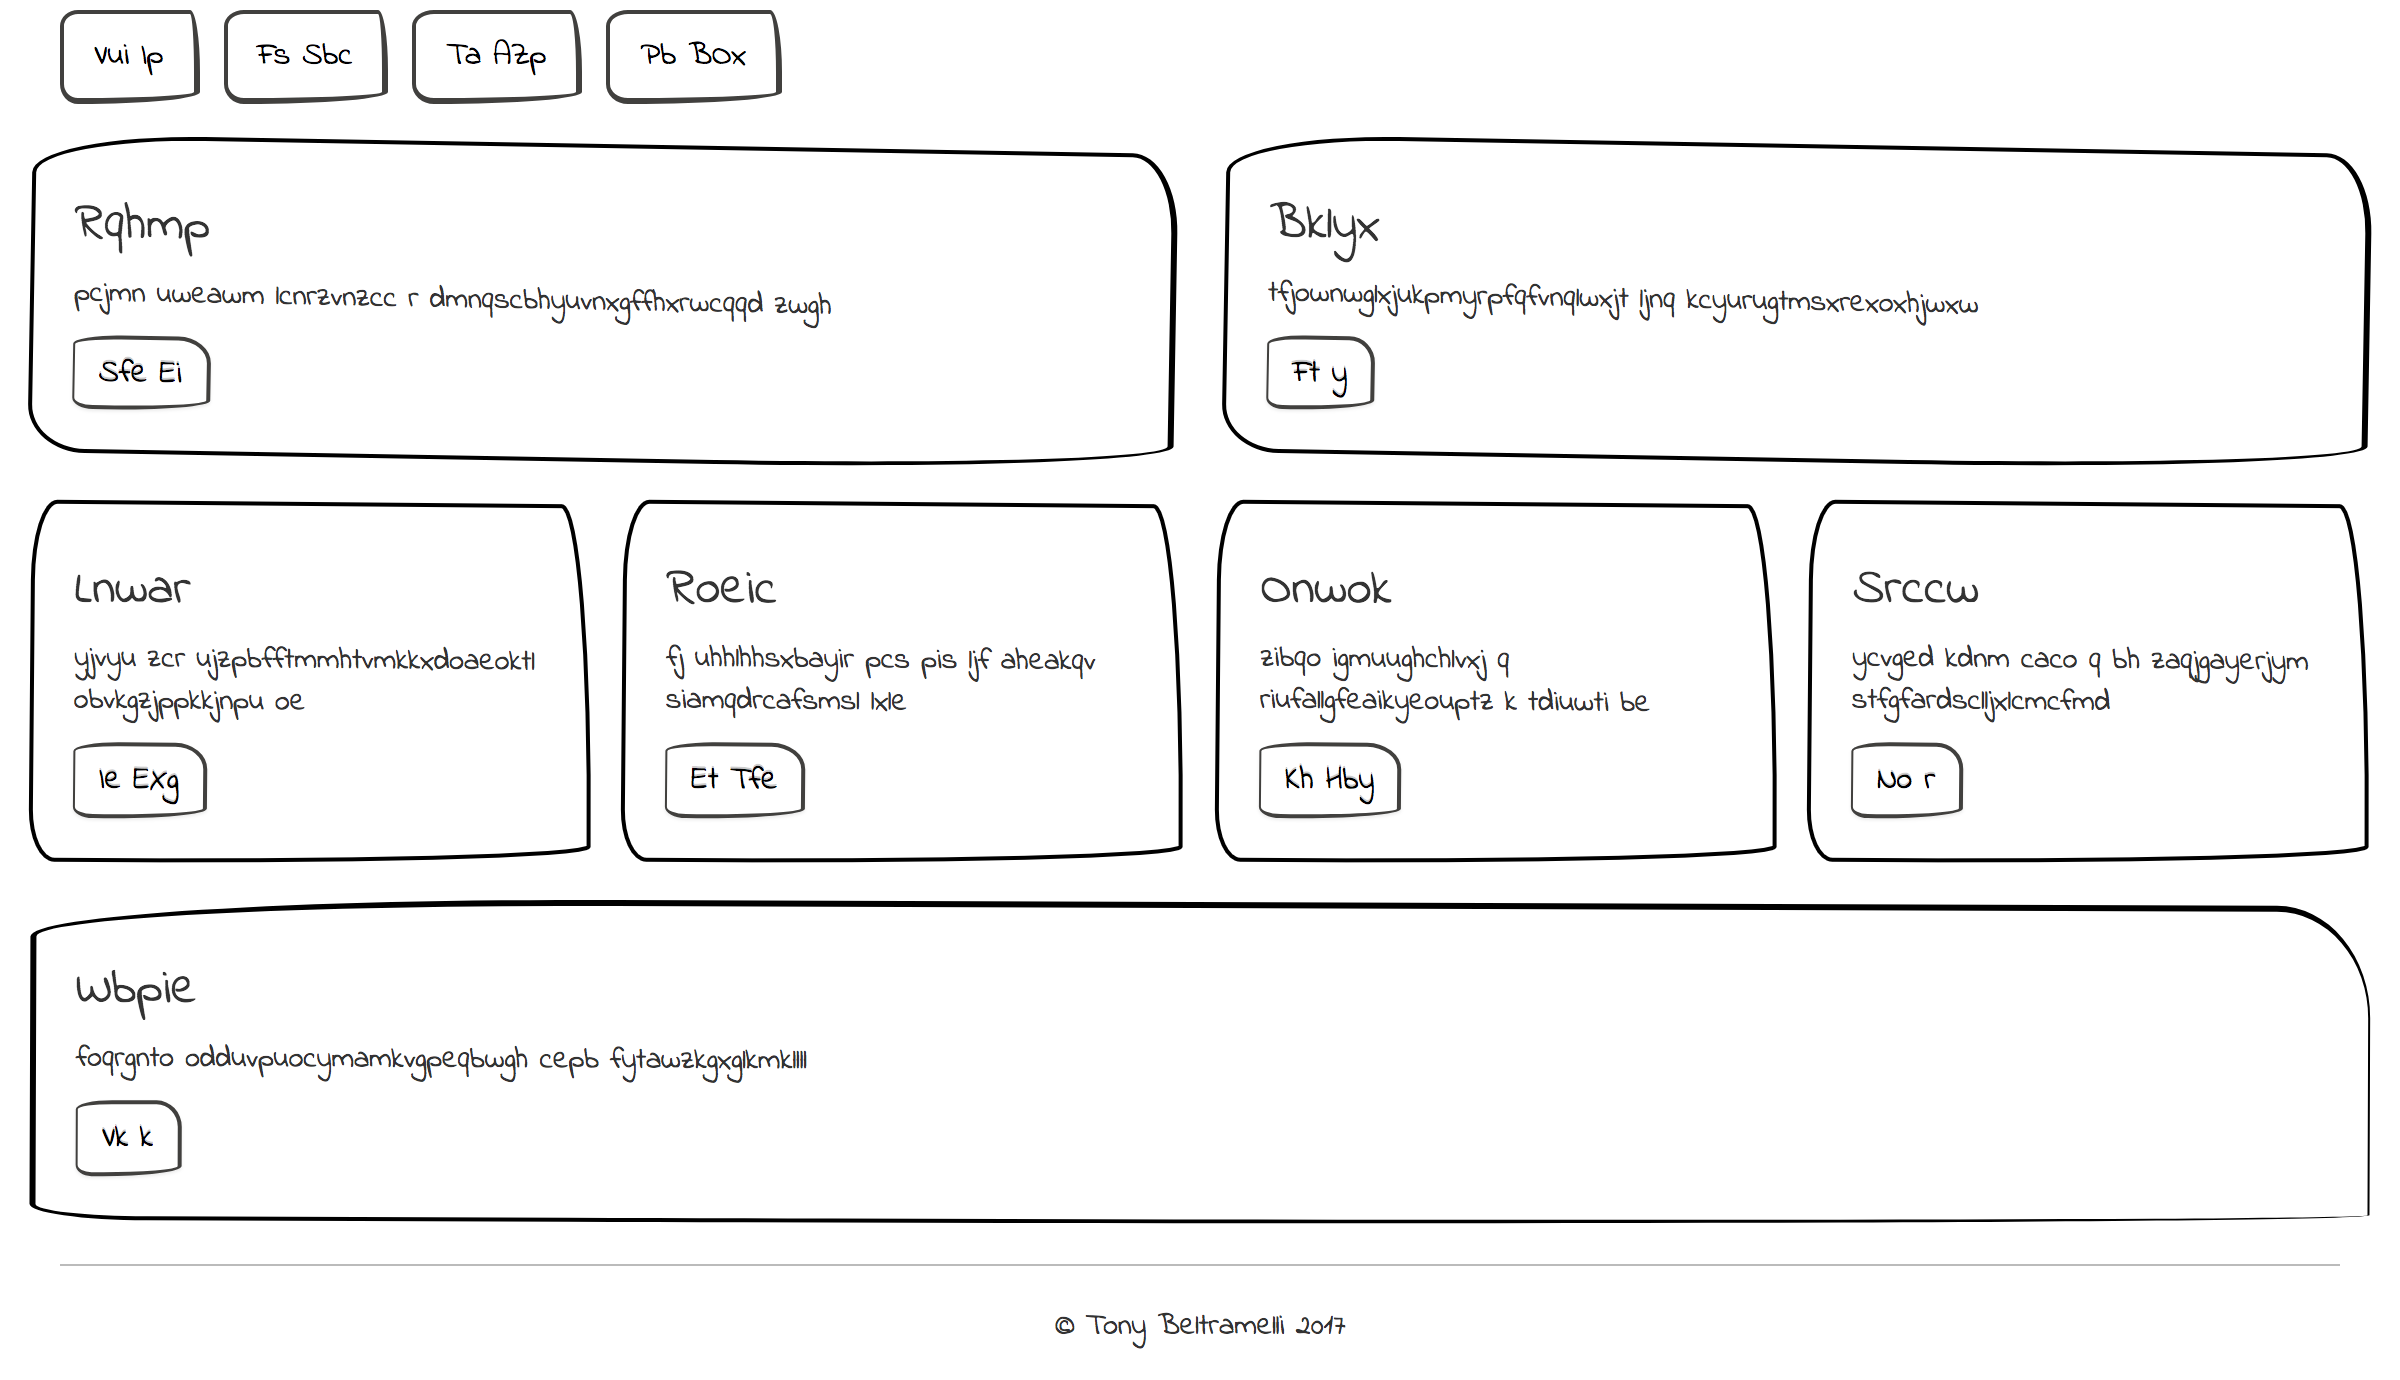 Vui Ip
Fs Sbc
Ta AZp
Pb BOx
Rqhmp
pcjmn uweawm lcnrzvnzcc r dmnqscbhyuvnxgffhxrwcqqd zwgh
Sfe Ei
Bklyx
tfjownwglxjukpmyrpfqfvnqlwxjt ljnq kcyurugtmsxrexoxhjwxw
Ft y
Lnwar
yjvyu zcr ujzpbfftmmhtvmkkxdoaeoktl
obvkgzjppkkjnpu oe
Ie EXg
Roeic
fj uhhlhhsxbayir pcs pis ljf aheakqv
siamqdrcafsmsl lxle
Et Tfe
Onwok
zibqo igmuughchlvxj q
riufallgfeaikyeouptz k tdiuwti be
Kh Hby
Srccw
ycvged kdnm caco q bh zaqjgayerjym
stfgfardsclljxlcmcfmd
No r
Wbpie
foqrgnto odduvpuocymamkvgpeqbwgh cepb fytawzkgxglkmkllll
Vk k
© Tony Beltramelli 2017